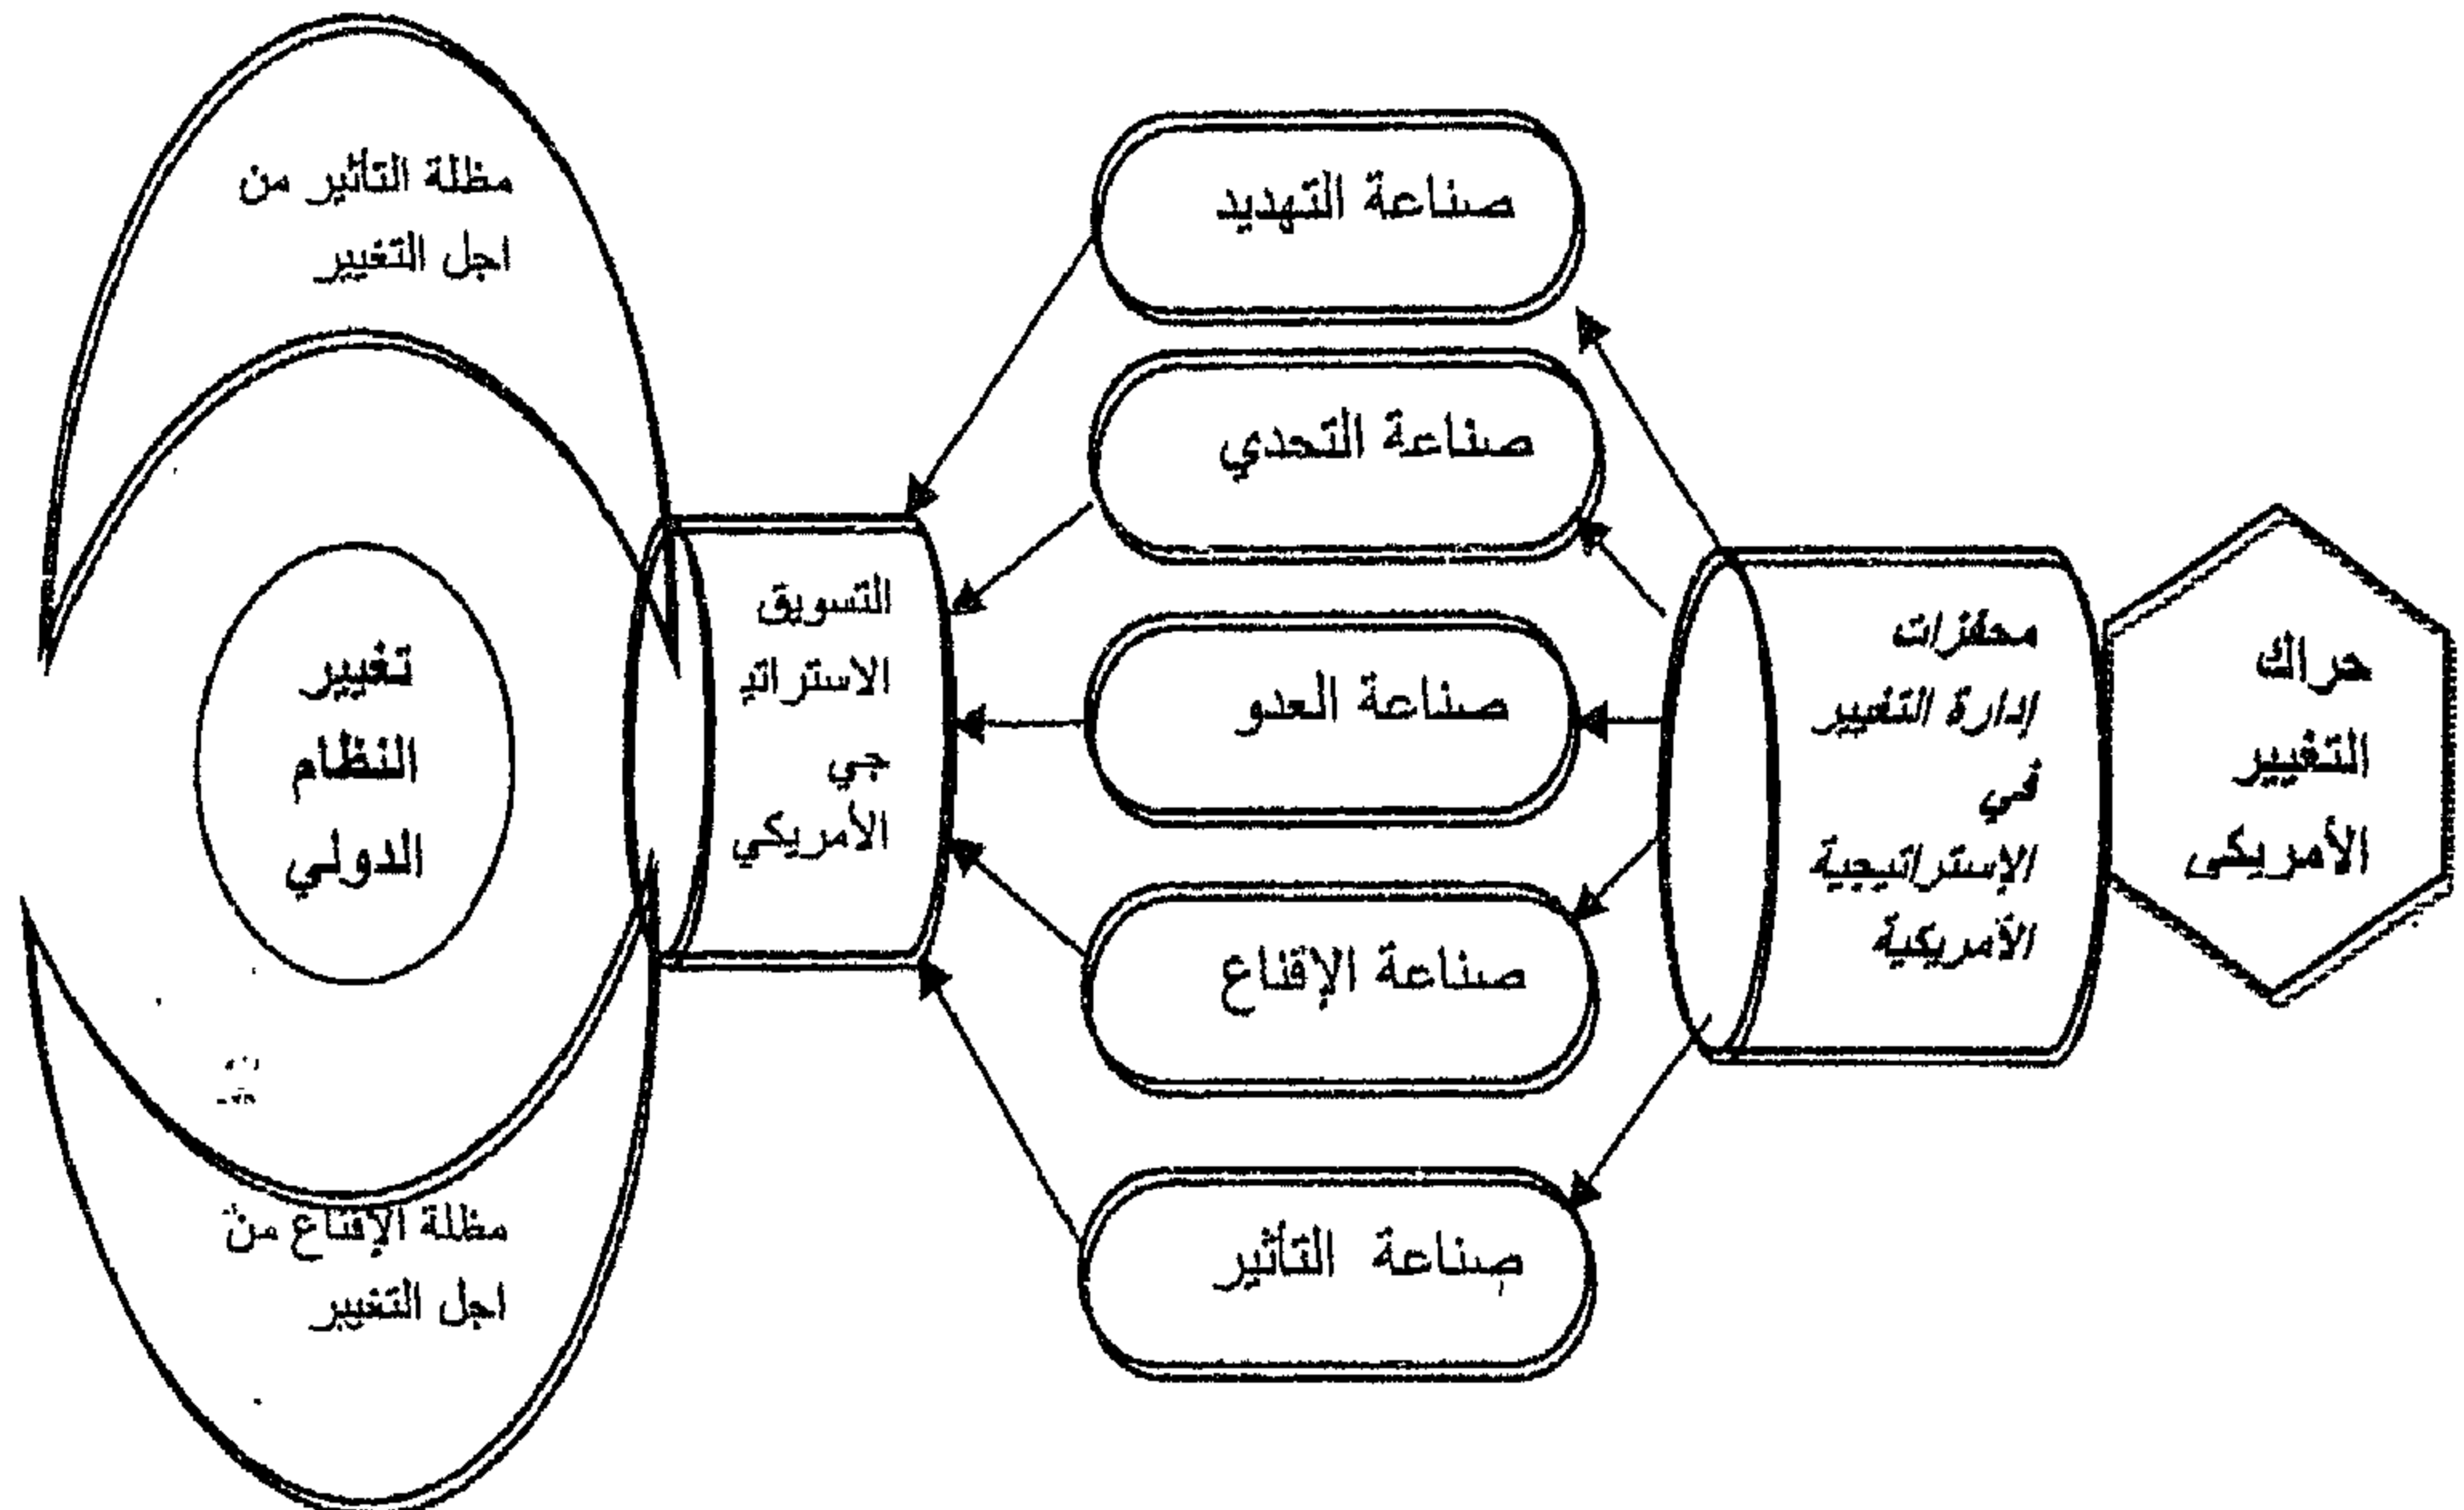 حراك
التغيير
الأمريكى
محفزات
إدارة التغيير
في
الإستراتيجية
الأمريكية
صناعة التهديد
صناعة التحدي
صناعة العدو
صناعة الإقناع
صناعة التأثير
التسويق
الاستراتيـ
جي
الأمريكي
مظلة التأثير من
اجل التغيير
تغيير
النظام
الدولي
مظلة الإقناع من
اجل التغيير